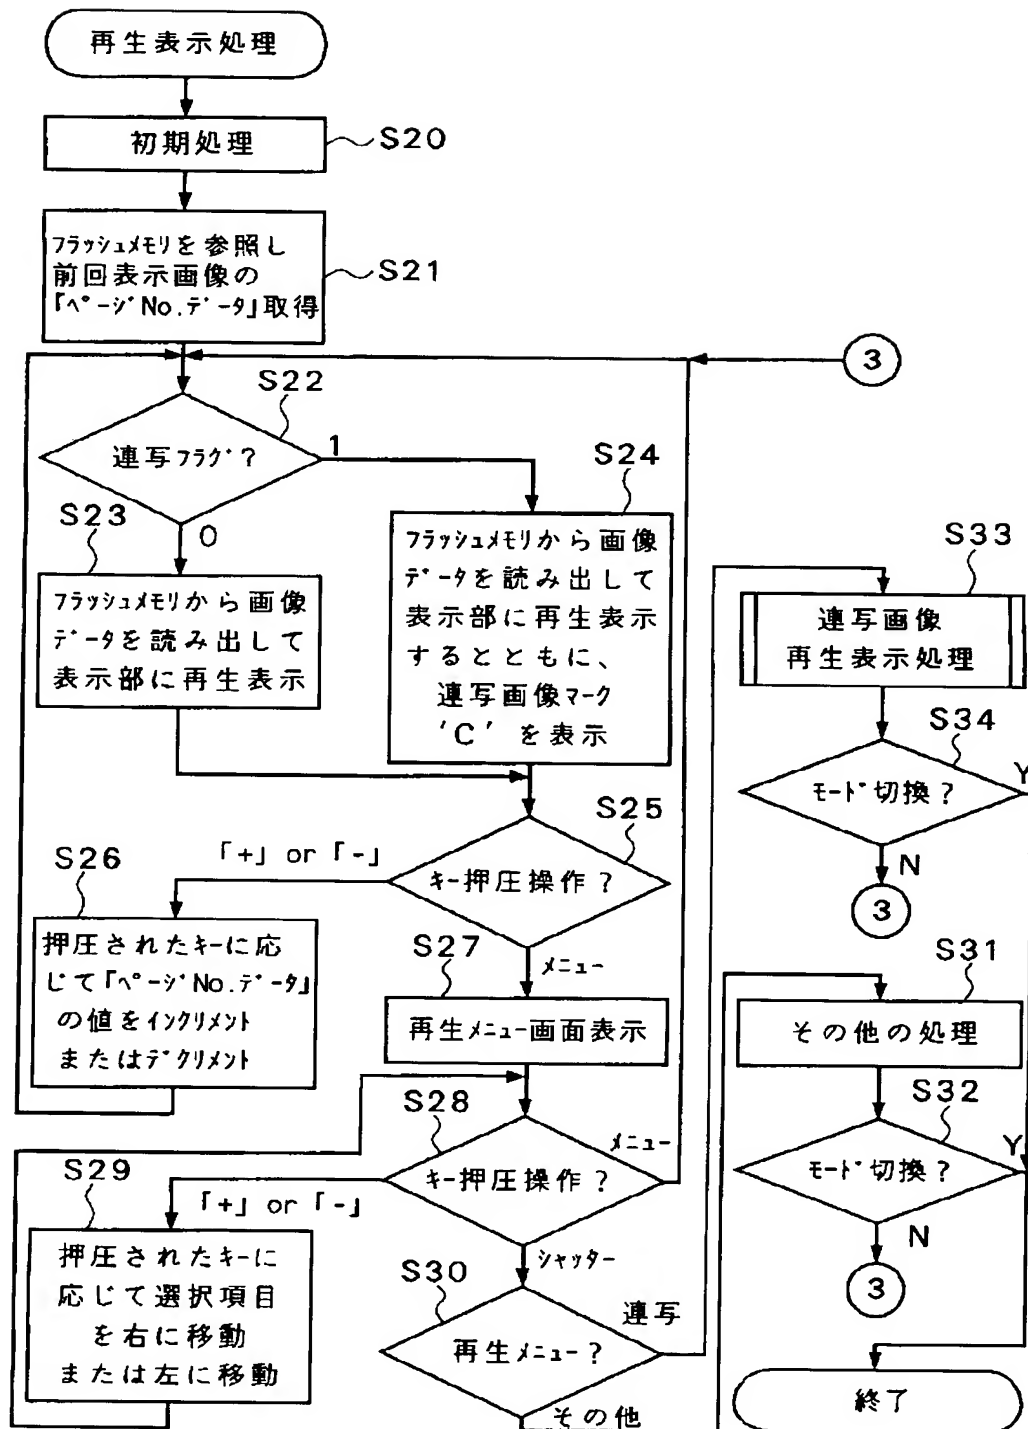 再生表示処理
初期処理
S20
フラッシュメモリを参照し
前回表示画像の
「ページNo.データ」取得
S21
3
S22
連写フラグ?
1
0
S23
フラッシュメモリから画像
データを読み出して
表示部に再生表示
S24
フラッシュメモリから画像
データを読み出して
表示部に再生表示
するとともに、
連写画像マーク
'C' を表示
S25
キー押圧操作?
「+」or「-」
メニュー
S26
押圧されたキーに応
じて「ページNo.データ」
の値をインクリメント
またはデクリメント
S27
再生メニュー画面表示
S28
キー押圧操作?
メニュー
「+」or「-」
シャッター
S29
押圧されたキーに
応じて選択項目
を右に移動
または左に移動
S30
再生メニュー?
連写
その他
S33
連写画像
再生表示処理
S34
モード切換?
Y
N
3
S31
その他の処理
S32
モード切換?
Y
N
3
終了